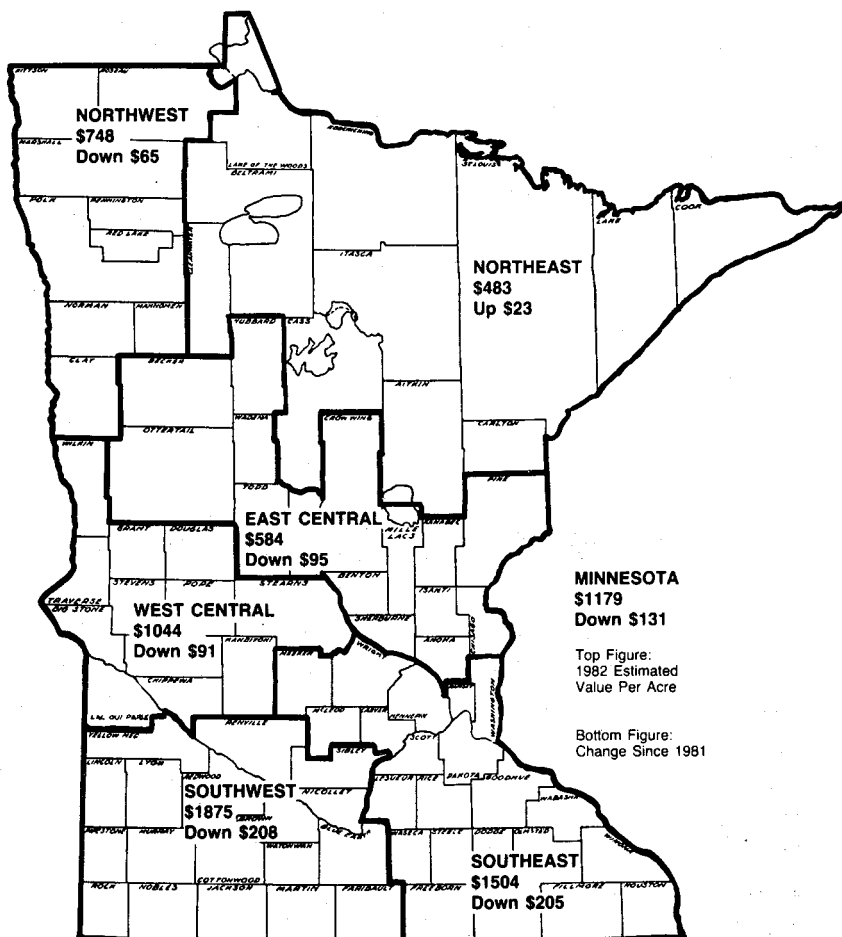 KITTSON ROSEAU
NORTHWEST
$748
Down $65
MARSHALL
LAKE OF THE WOODS
BELTRAMI
KOOCHICHING
ST. LOUIS
LAKE
COOK
POLK
PENNINGTON
RED LAKE
CLEARWATER
ITASCA
NORTHEAST
$483
Up $23
NORMAN
MAHNOMEN
HUBBARD
CASS
CLAY
BECKER
AITKIN
WADENA
CROW WING
CARLTON
OTTERTAIL
WILKIN
PINE
TODD
EAST CENTRAL
$584
Down $95
MILLE
LACS
KANABEC
GRANT
DOUGLAS
STEVENS
POPE
STEARNS
BENTON
ISANTI
MINNESOTA
$1179
Down $131
TRAVERSE
BIG STONE
WEST CENTRAL
$1044
Down $91
SHERBURNE
ANOKA
CHISAGO
KANDIYOHI
MEEKER
WRIGHT
Top Figure:
1982 Estimated
Value Per Acre
CHIPPEWA
LAC QUI PARLE
MCLEOD
CARVER
HENNEPIN
WASHINGTON
Bottom Figure:
Change Since 1981
YELLOW MED
RENVILLE
SCOTT
SIBLEY
LINCOLN
LYON
REDWOOD
DAKOTA
GOODHUE
LESUEUR
RICE
WABASHA
SOUTHWEST
$1875
Down $208
NICOLLET
BROWN
BLUE EARTH
MURRAY
WATONWAN
WASECA
STEELE
DODGE
OLMSTED
WINONA
SOUTHEAST
$1504
Down $205
COTTONWOOD
ROCK
NOBLES
JACKSON
MARTIN
FARIBAULT
FREEBORN
FILLMORE
HOUSTON